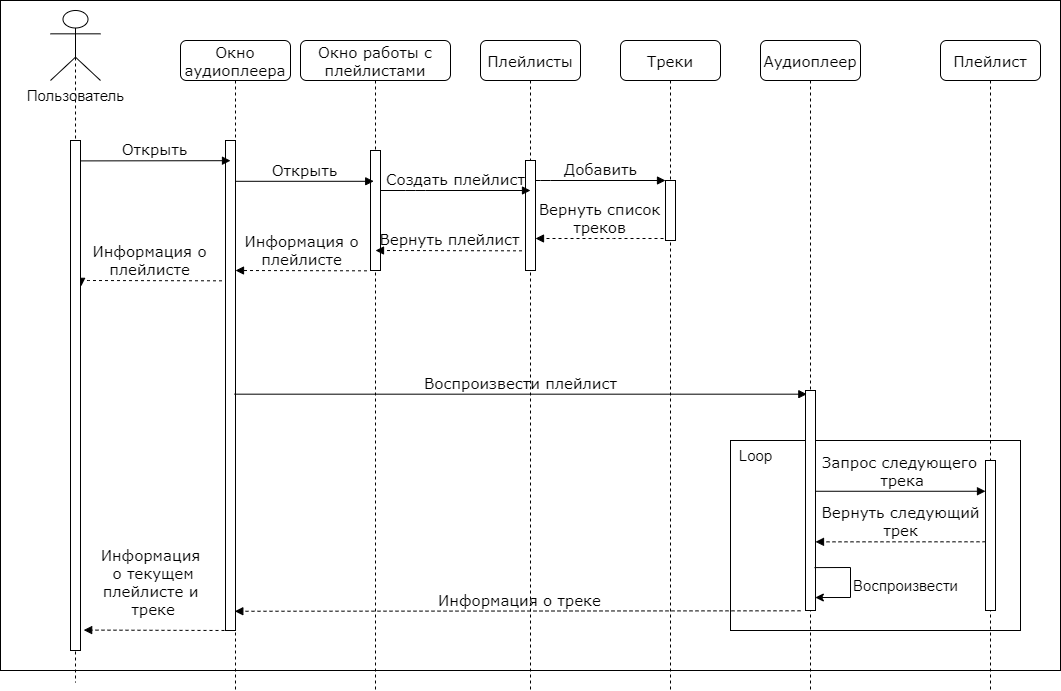 Пользователь
Окно
аудиоплеера
Окно работы с
плейлистами
Плейлисты
Треки
Аудиоплеер
Плейлист
Открыть
Открыть
Создать плейлист
Добавить
Вернуть список
треков
Вернуть плейлист
Информация о
плейлисте
Информация о
плейлисте
Воспроизвести плейлист
Loop
Запрос следующего
трека
Вернуть следующий
трек
Воспроизвести
Информация о треке
Информация
о текущем
плейлисте и
треке